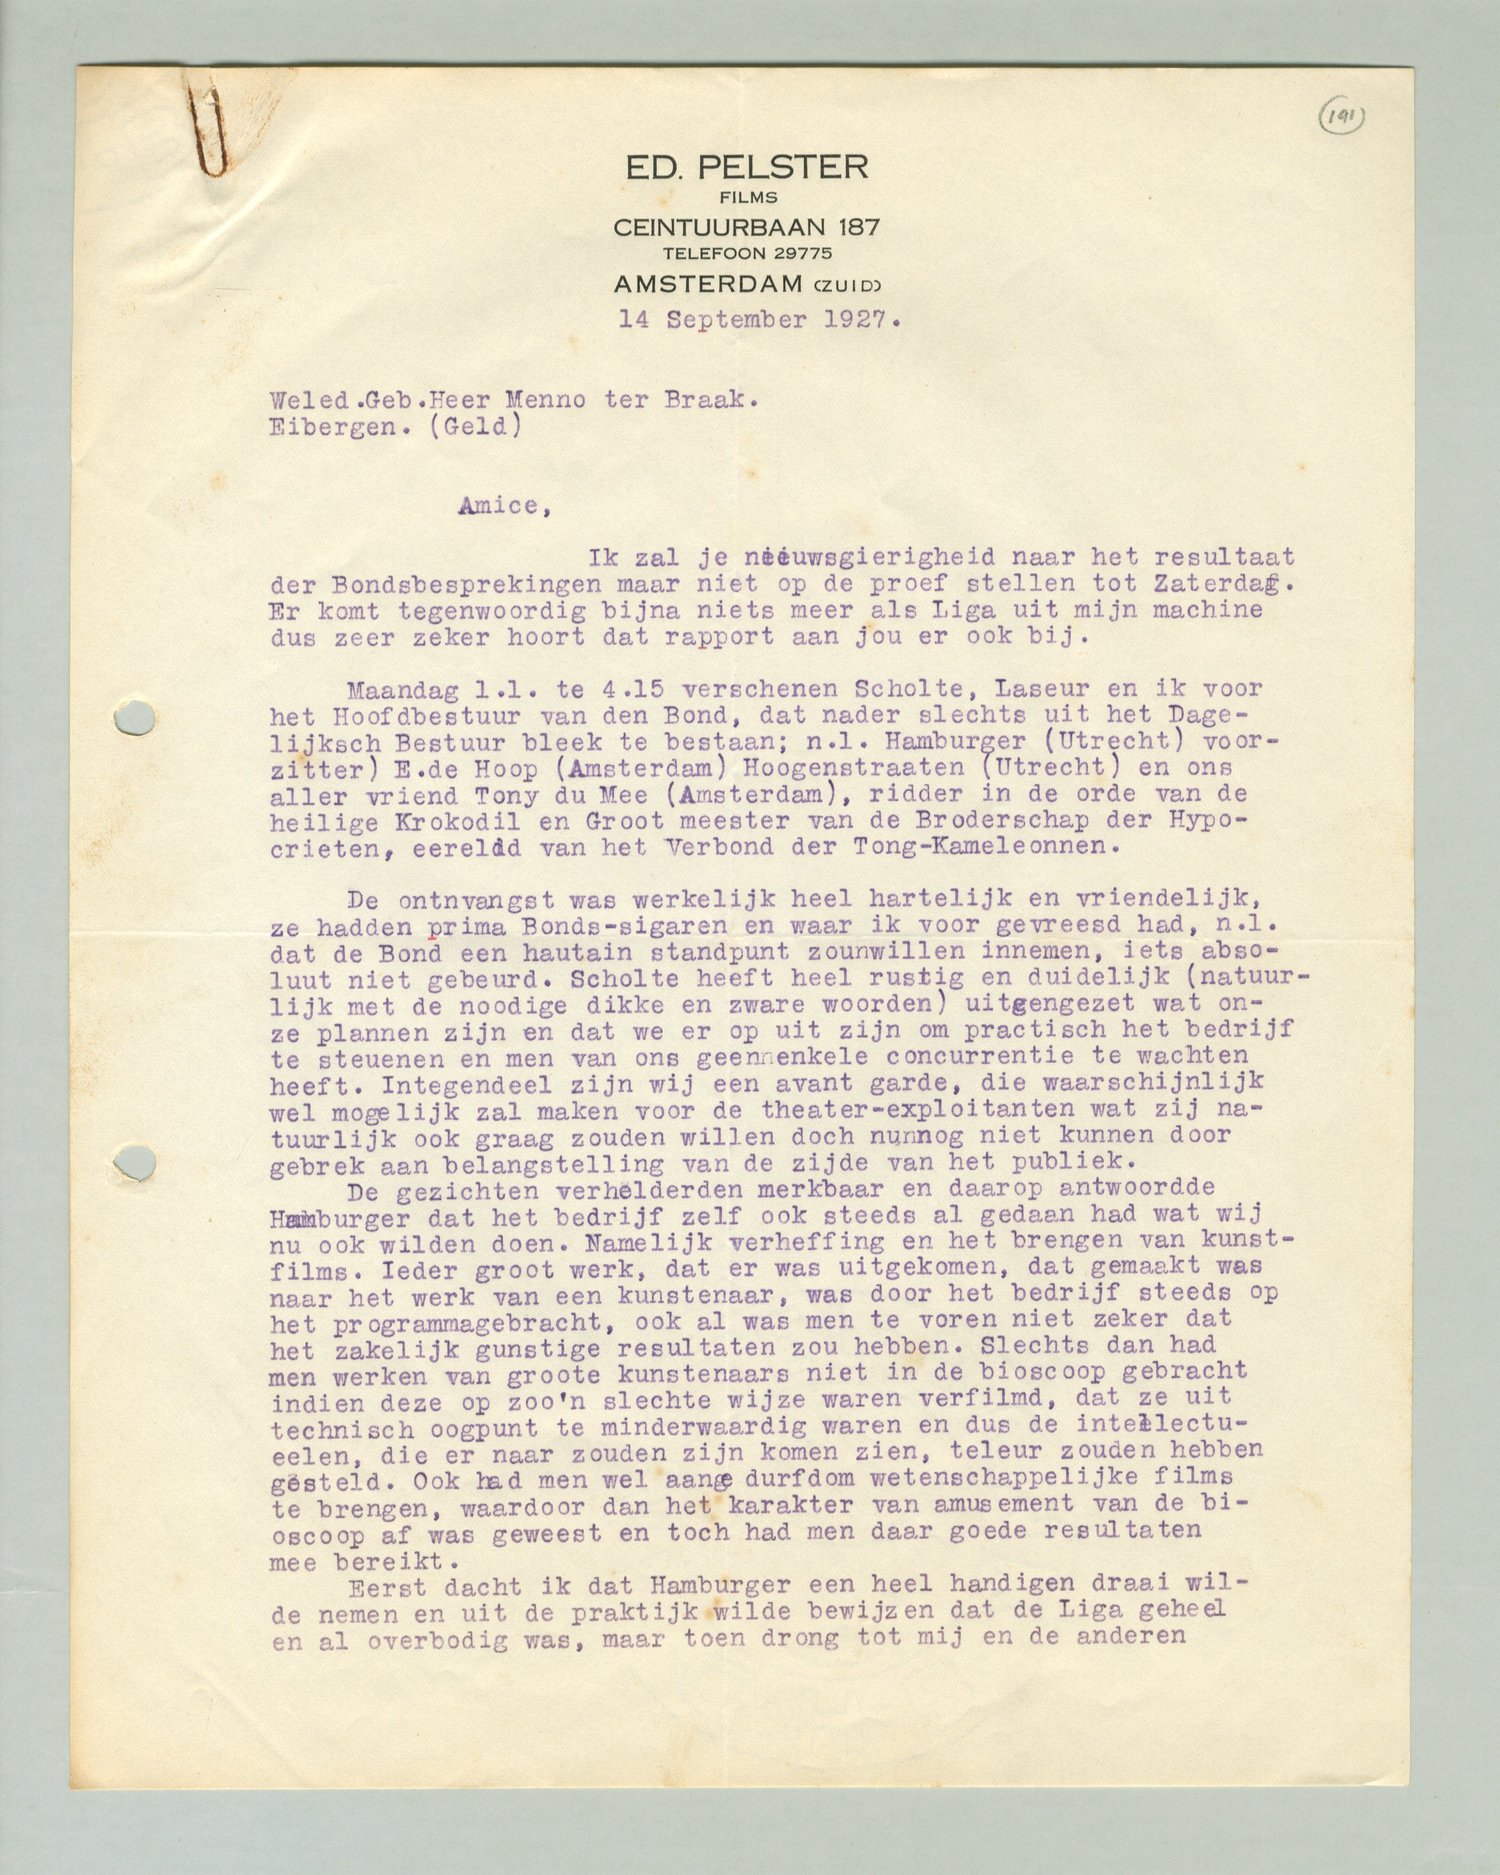 191
ED. PELSTER
FILMS
CEINTUURBAAN 187
TELEFOON 29775
AMSTERDAM (ZUID)
14 September 1927.
Weled.Geb.Heer Menno ter Braak.
Eibergen. (Geld)
Amice,
Ik zal je nieuwsgierigheid naar het resultaat
der Bondsbesprekingen maar niet op de proef stellen tot Zaterdag.
Er komt tegenwoordig bijna niets meer als Liga uit mijn machine
dus zeer zeker hoort dat rapport aan jou er ook bij.
Maandag l.l. te 4.15 verschenen Scholte, Laseur en ik voor
het Hoofdbestuur van den Bond, dat nader slechts uit het Dage-
lijksch Bestuur bleek te bestaan; n.l. Hamburger (Utrecht) voor-
zitter) E.de Hoop (Amsterdam) Hoogenstraaten (Utrecht) en ons
aller vriend Tony du Mee (Amsterdam), ridder in de orde van de
heilige Krokodil en Groot meester van de Broderschap der Hypo-
crieten, eerelid van het Verbond der Tong-Kameleonnen.
De ontnvangst was werkelijk heel hartelijk en vriendelijk,
ze hadden prima Bonds-sigaren en waar ik voor gevreesd had, n.l.
dat de Bond een hautain standpunt zounwillen innemen, iets abso-
luut niet gebeurd. Scholte heeft heel rustig en duidelijk (natuur-
lijk met de noodige dikke en zware woorden) uitgengezet wat on-
ze plannen zijn en dat we er op uit zijn om practisch het bedrijf
te steuenen en men van ons geennenkele concurrentie te wachten
heeft. Integendeel zijn wij een avant garde, die waarschijnlijk
wel mogelijk zal maken voor de theater-exploitanten wat zij na-
tuurlijk ook graag zouden willen doch nunnog niet kunnen door
gebrek aan belangstelling van de zijde van het publiek.
De gezichten verhelderden merkbaar en daarop antwoordde
Hamburger dat het bedrijf zelf ook steeds al gedaan had wat wij
nu ook wilden doen. Namelijk verheffing en het brengen van kunst-
films. Ieder groot werk, dat er was uitgekomen, dat gemaakt was
naar het werk van een kunstenaar, was door het bedrijf steeds op
het programmagebracht, ook al was men te voren niet zeker dat
het zakelijk gunstige resultaten zou hebben. Slechts dan had
men werken van groote kunstenaars niet in de bioscoop gebracht
indien deze op zoo'n slechte wijze waren verfilmd, dat ze uit
technisch oogpunt te minderwaardig waren en dus de intellectu-
eelen, die er naar zouden zijn komen zien, teleur zouden hebben
gesteld. Ook had men wel aange durfdom wetenschappelijke films
te brengen, waardoor dan het karakter van amusement van de bi-
oscoop af was geweest en toch had men daar goede resultaten
mee bereikt.
Eerst dacht ik dat Hamburger een heel handigen draai wil-
de nemen en uit de praktijk wilde bewijzen dat de Liga geheel
en al overbodig was, maar toen drong tot mij en de anderen